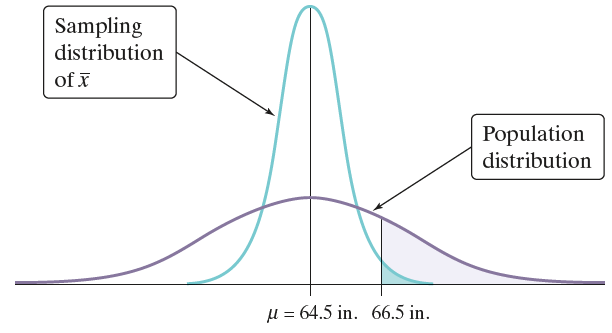 Sampling
distribution
of x̄
Population
distribution
μ = 64.5 in. 66.5 in.